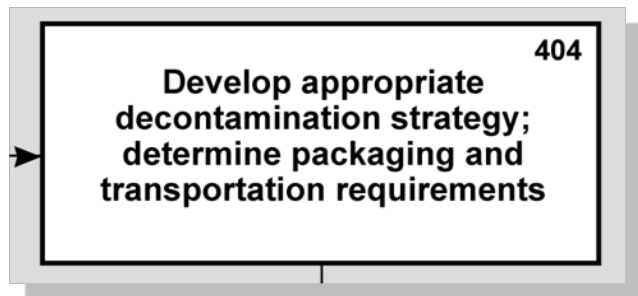 404
Develop appropriate
decontamination strategy;
determine packaging and
transportation requirements